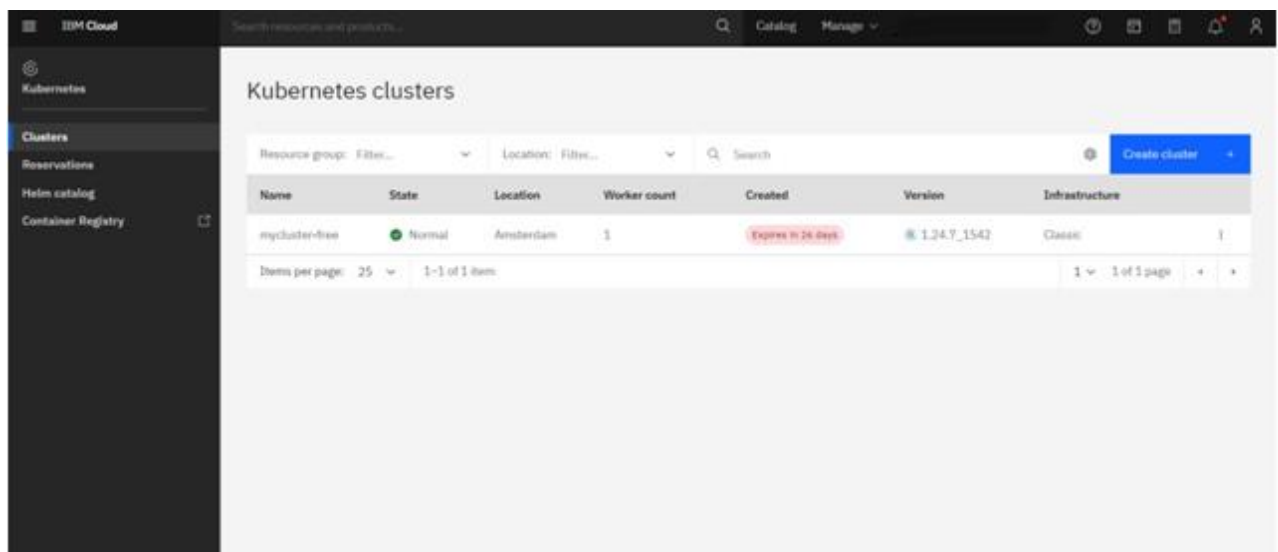 IBM Cloud
Search resources and products...
Catalog
Manage
Kubernetes
Clusters
Reservations
Helm catalog
Container Registry
Kubernetes clusters
Resource group: Filter...
Location: Filter...
Search
Create cluster +
Name State Location Worker count Created Version Infrastructure
mycluster-free Normal Amsterdam 1 Expires in 26 days 1.24.7_1542 Classic
Items per page: 25 1–1 of 1 item 1 1 of 1 page